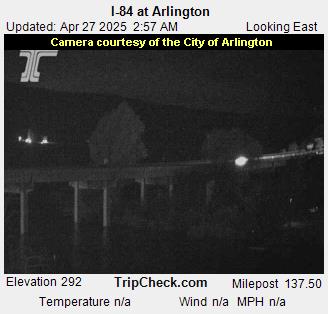 I-84 at Arlington
Updated: Apr 27 2025 2:57 AM Looking East
Camera courtesy of the City of Arlington
Elevation 292 TripCheck.com Milepost 137.50
Temperature n/a Wind n/a MPH n/a